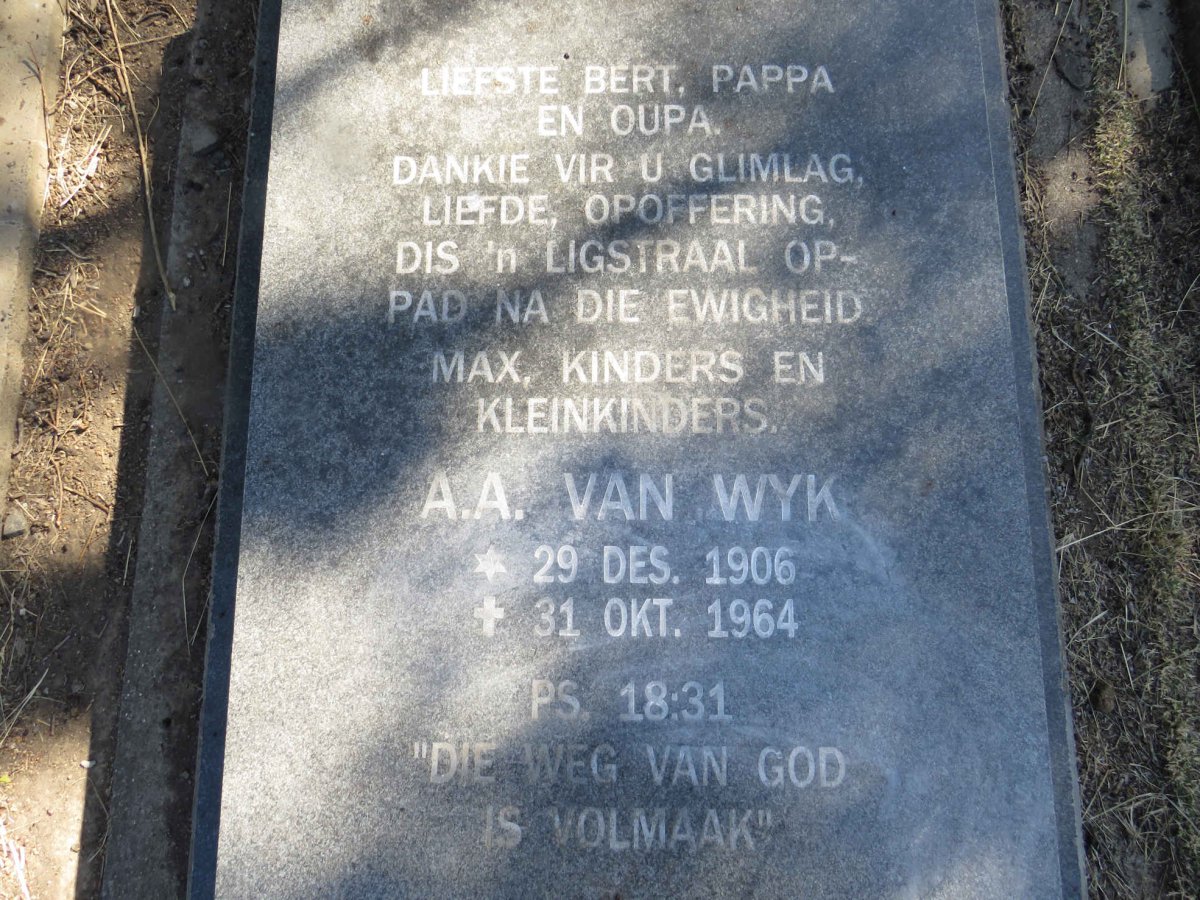 LIEFSTE BERT, PAPPA
EN OUPA.
DANKIE VIR U GLIMLAG,
LIEFDE, OPOFFERING,
DIS 'n LIGSTRAAL OP-
PAD NA DIE EWIGHEID
MAX, KINDERS EN
KLEINKINDERS.
A.A. VAN WYK
✡ 29 DES. 1906
✝ 31 OKT. 1964
PS. 18:31
"DIE WEG VAN GOD
IS VOLMAAK"